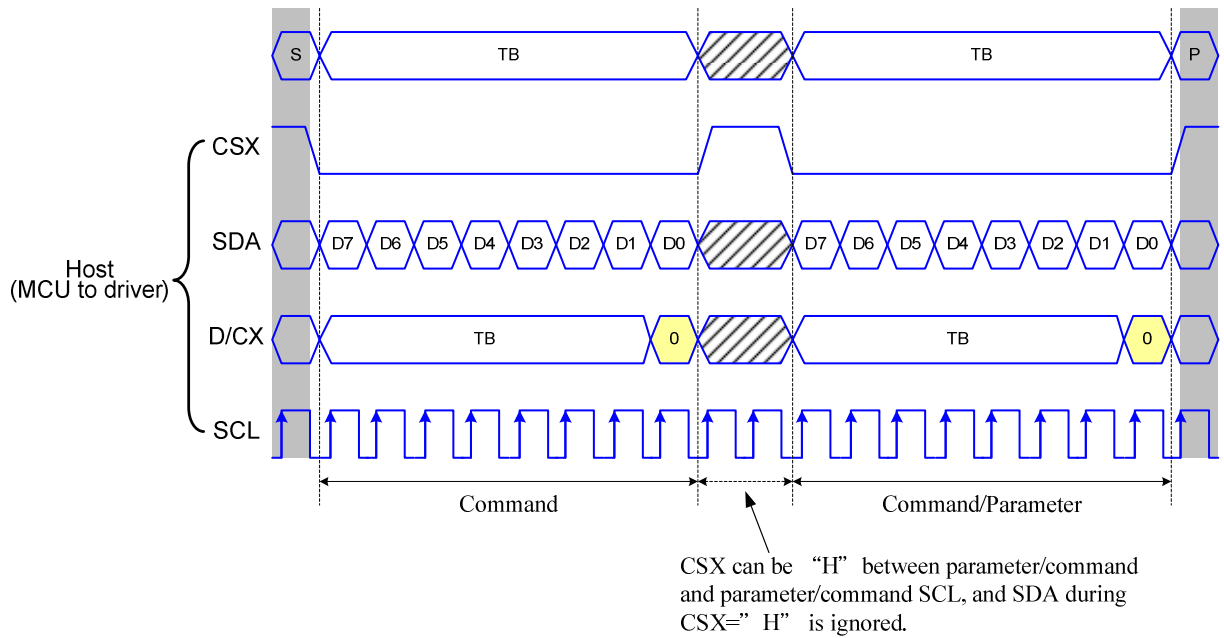 S TB TB P
CSX
SDA D7 D6 D5 D4 D3 D2 D1 D0 D7 D6 D5 D4 D3 D2 D1 D0
Host
(MCU to driver)
D/CX TB 0 TB 0
SCL
Command Command/Parameter
CSX can be “H” between parameter/command
and parameter/command SCL, and SDA during
CSX=”H” is ignored.